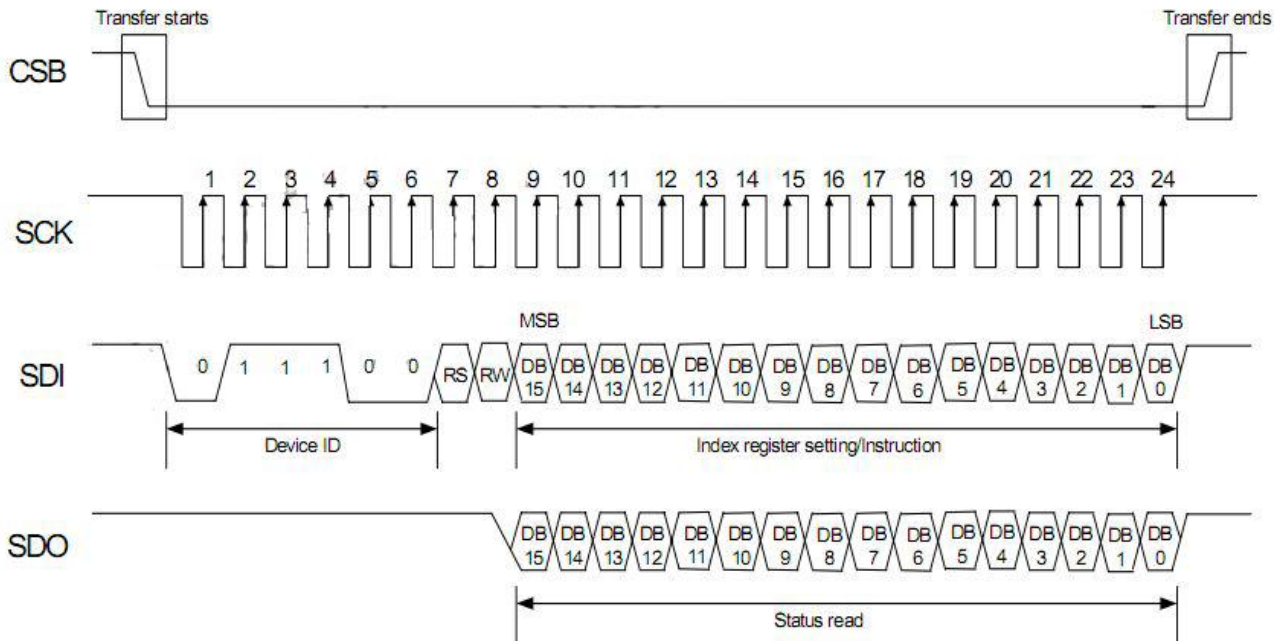 Transfer starts
Transfer ends
CSB
1 2 3 4 5 6 7 8 9 10 11 12 13 14 15 16 17 18 19 20 21 22 23 24
SCK
MSB
LSB
SDI
0 1 1 1 0 0 RS RW DB 15 DB 14 DB 13 DB 12 DB 11 DB 10 DB 9 DB 8 DB 7 DB 6 DB 5 DB 4 DB 3 DB 2 DB 1 DB 0
Device ID
Index register setting/Instruction
SDO
DB 15 DB 14 DB 13 DB 12 DB 11 DB 10 DB 9 DB 8 DB 7 DB 6 DB 5 DB 4 DB 3 DB 2 DB 1 DB 0
Status read